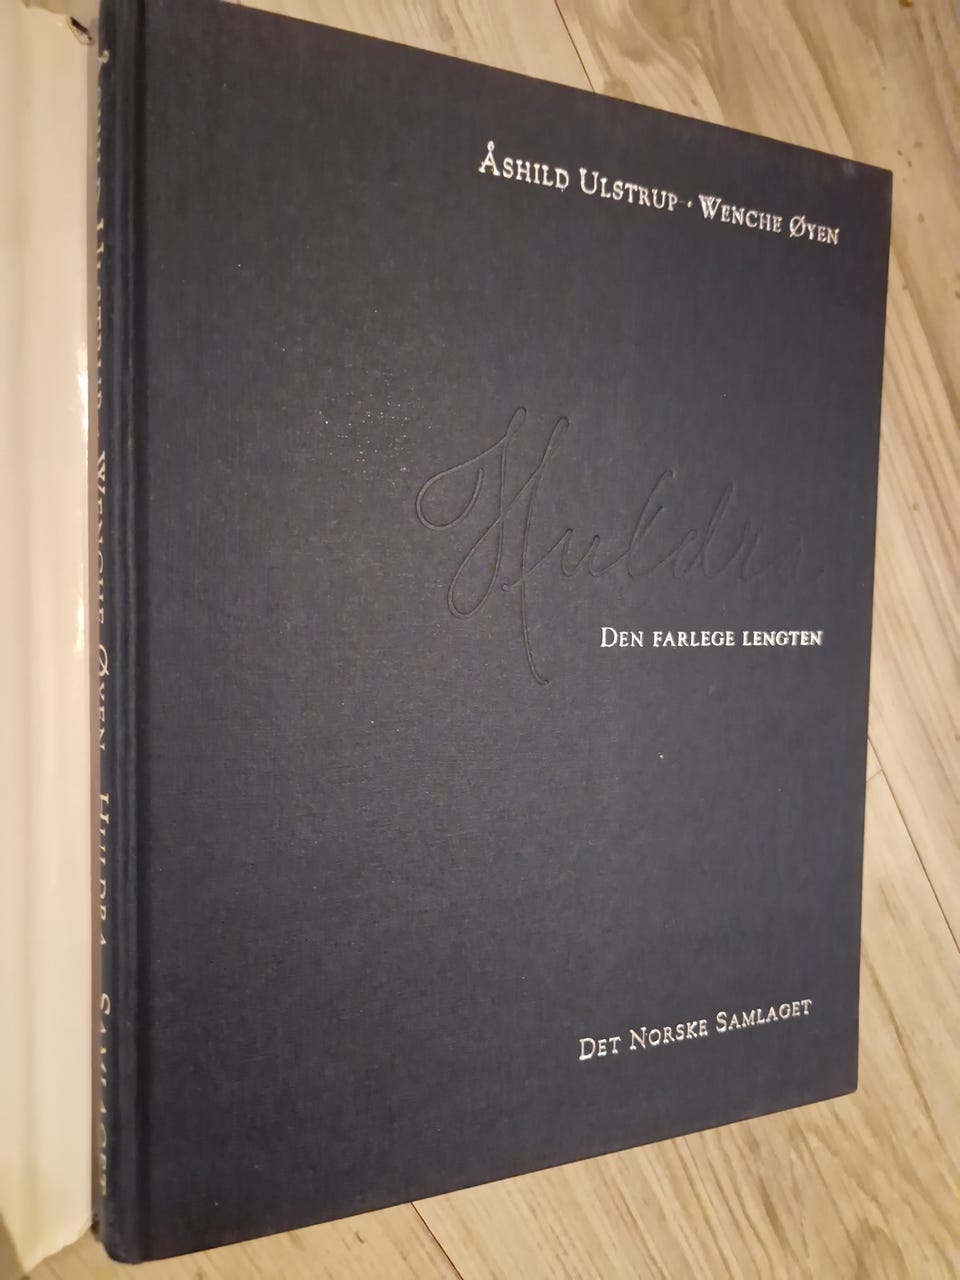 Åshild Ulstrup · Wenche Øyen
Huldra
Den farlege lengten
Det Norske Samlaget
Åshild Ulstrup · Wenche Øyen Huldra Samlaget